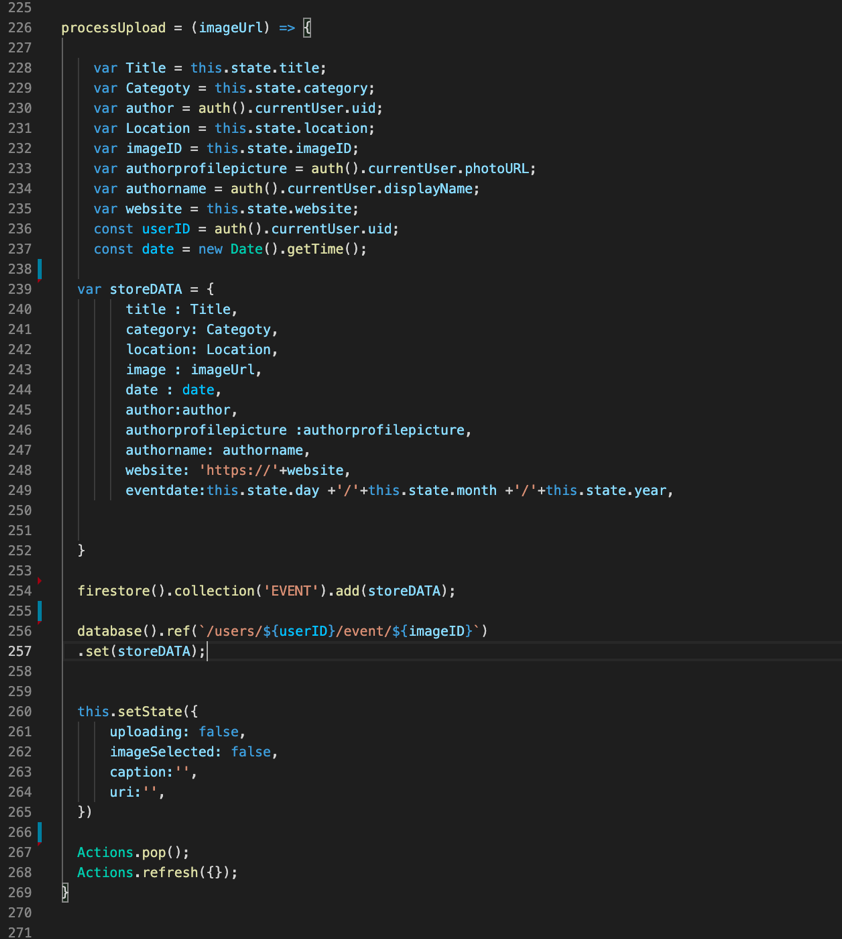 225
226 processUpload = (imageUrl) => {
227
228 var Title = this.state.title;
229 var Categoty = this.state.category;
230 var author = auth().currentUser.uid;
231 var Location = this.state.location;
232 var imageID = this.state.imageID;
233 var authorprofilepicture = auth().currentUser.photoURL;
234 var authorname = auth().currentUser.displayName;
235 var website = this.state.website;
236 const userID = auth().currentUser.uid;
237 const date = new Date().getTime();
238
239 var storeDATA = {
240 title : Title,
241 category: Categoty,
242 location: Location,
243 image : imageUrl,
244 date : date,
245 author:author,
246 authorprofilepicture :authorprofilepicture,
247 authorname: authorname,
248 website: 'https://'+website,
249 eventdate:this.state.day +'/'+this.state.month +'/'+this.state.year,
250
251
252 }
253
254 firestore().collection('EVENT').add(storeDATA);
255
256 database().ref(`/users/${userID}/event/${imageID}`)
257 .set(storeDATA);
258
259
260 this.setState({
261 uploading: false,
262 imageSelected: false,
263 caption:'',
264 uri:'',
265 })
266
267 Actions.pop();
268 Actions.refresh({});
269 }
270
271